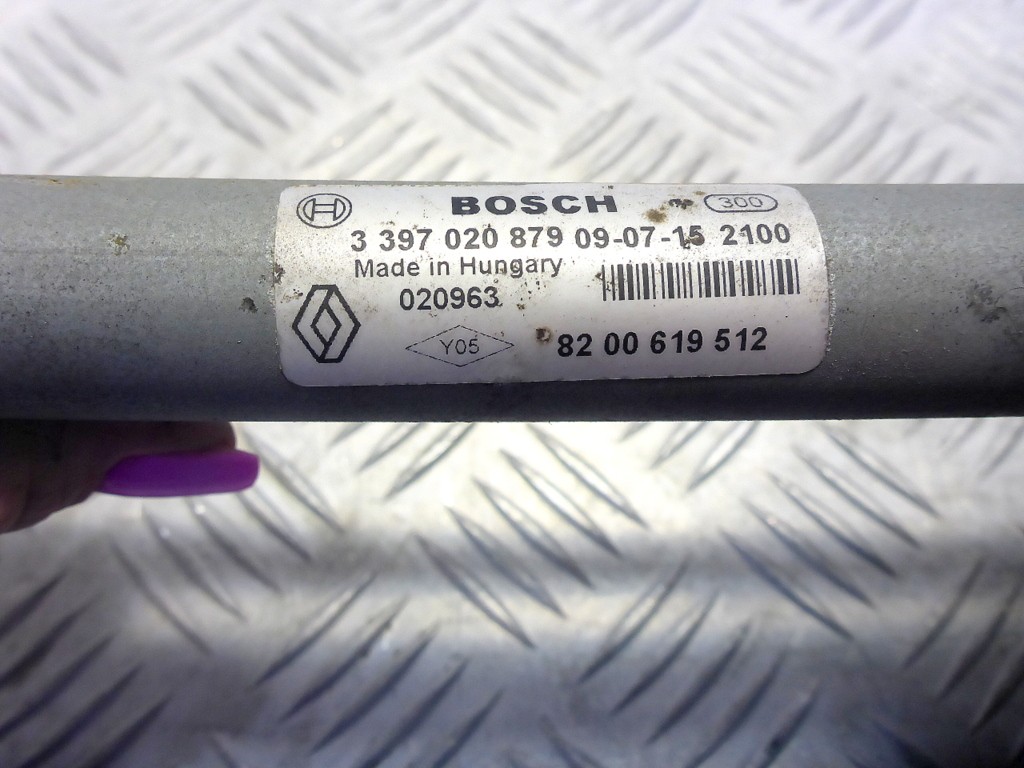 BOSCH 300
3 397 020 879 09-07-15 2100
Made in Hungary
020963
Y05 82 00 619 512